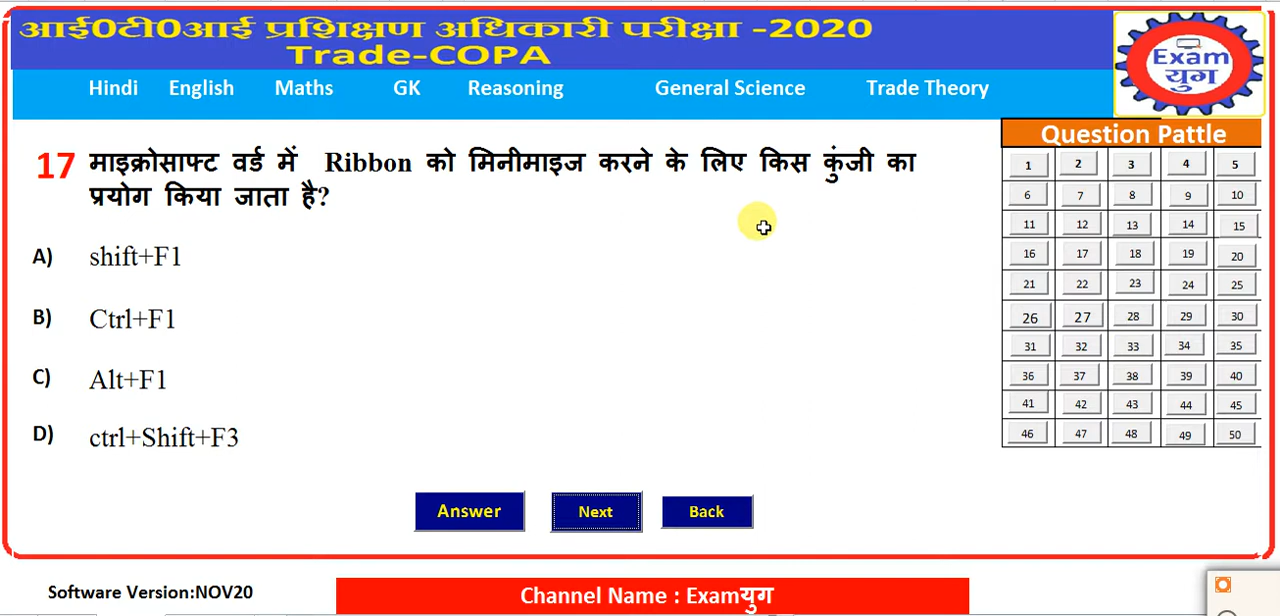 आई0टी0आई प्रशिक्षण अधिकारी परीक्षा -2020
Trade-COPA
Exam
युग
Hindi English Maths GK Reasoning General Science Trade Theory
Question Pattle
17 माइक्रोसाफ्ट वर्ड में Ribbon को मिनीमाइज करने के लिए किस कुंजी का
प्रयोग किया जाता है?
A) shift+F1
B) Ctrl+F1
C) Alt+F1
D) ctrl+Shift+F3
1 2 3 4 5
6 7 8 9 10
11 12 13 14 15
16 17 18 19 20
21 22 23 24 25
26 27 28 29 30
31 32 33 34 35
36 37 38 39 40
41 42 43 44 45
46 47 48 49 50
Answer Next Back
Software Version:NOV20
Channel Name : Examयुग